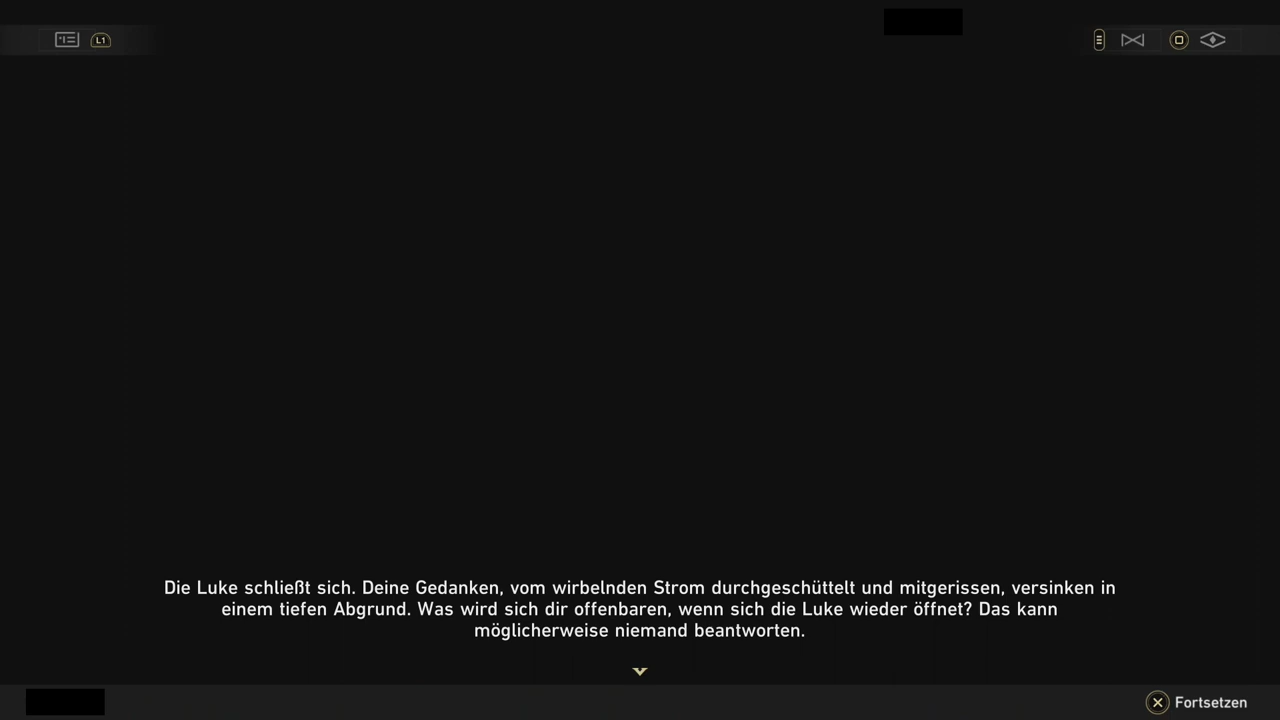 L1
Die Luke schließt sich. Deine Gedanken, vom wirbelnden Strom durchgeschüttelt und mitgerissen, versinken in
einem tiefen Abgrund. Was wird sich dir offenbaren, wenn sich die Luke wieder öffnet? Das kann
möglicherweise niemand beantworten.
Fortsetzen